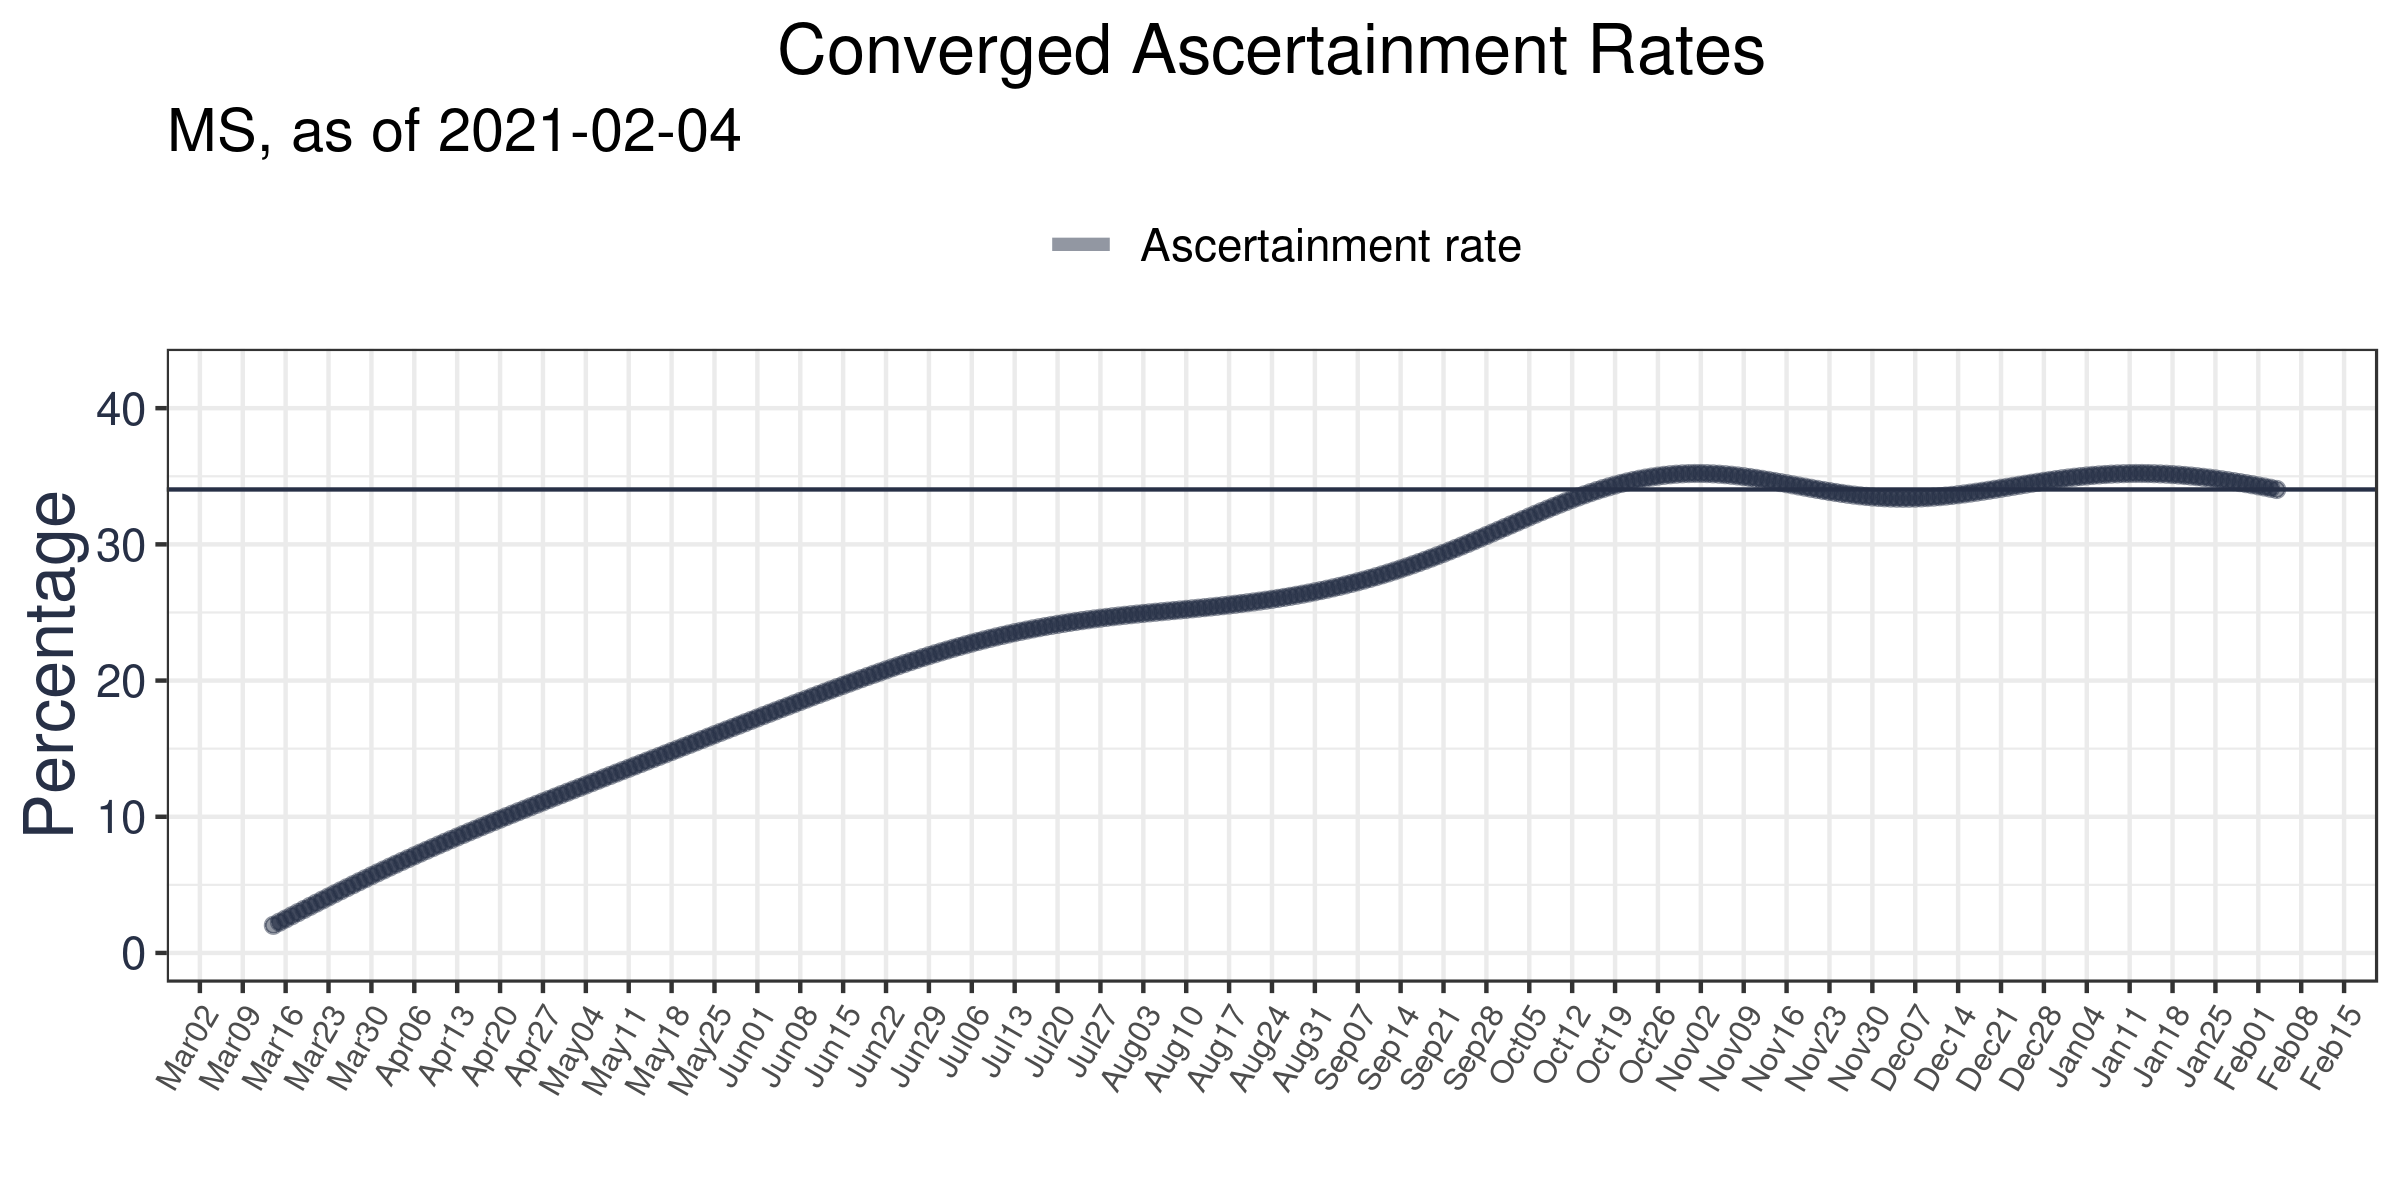 Converged Ascertainment Rates
MS, as of 2021-02-04
Ascertainment rate
Percentage
40
30
20
10
0
Mar02
Mar09
Mar16
Mar23
Mar30
Apr06
Apr13
Apr20
Apr27
May04
May11
May18
May25
Jun01
Jun08
Jun15
Jun22
Jun29
Jul06
Jul13
Jul20
Jul27
Aug03
Aug10
Aug17
Aug24
Aug31
Sep07
Sep14
Sep21
Sep28
Oct05
Oct12
Oct19
Oct26
Nov02
Nov09
Nov16
Nov23
Nov30
Dec07
Dec14
Dec21
Dec28
Jan04
Jan11
Jan18
Jan25
Feb01
Feb08
Feb15